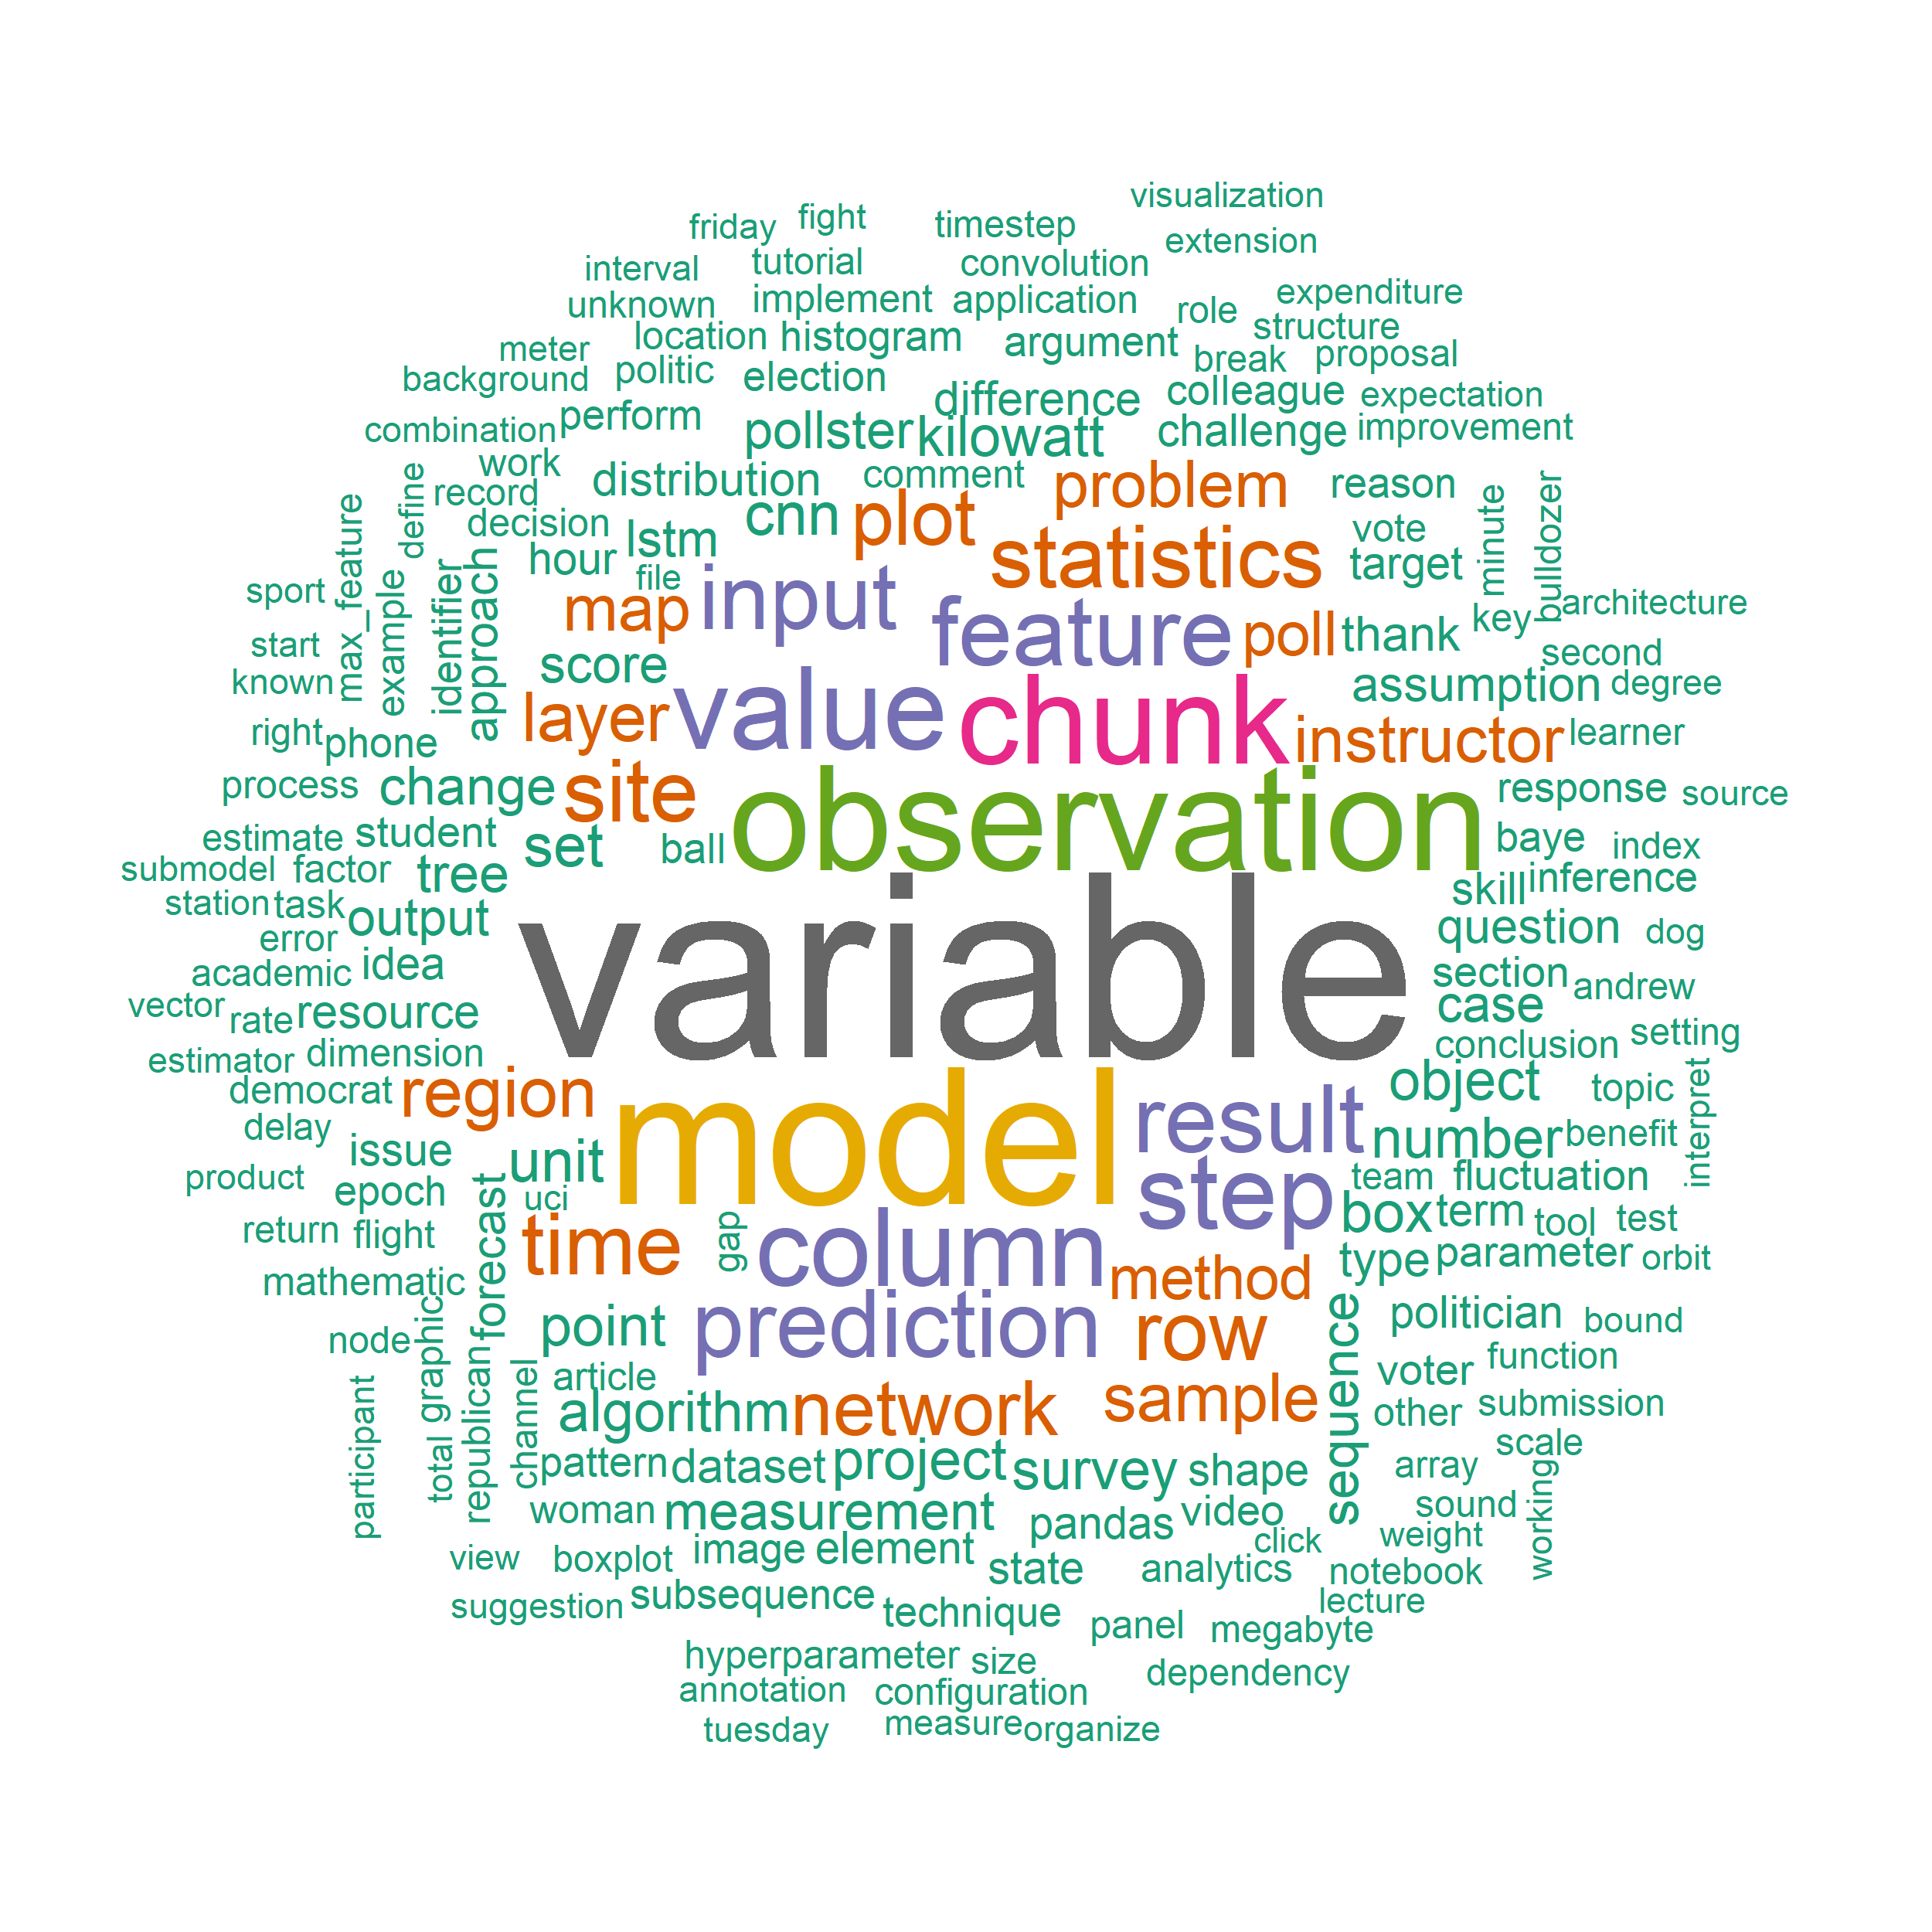 visualization
friday
fight
timestep
extension
interval
tutorial
convolution
unknown
implement
application
role
expenditure
location
histogram
argument
structure
meter
politic
election
break
proposal
background
difference
colleague
expectation
combination
perform
pollster
kilowatt
challenge
improvement
work
distribution
comment
problem
reason
record
define
max_feature
decision
lstm
cnn
plot
statistics
vote
minute
bulldozer
hour
file
input
target
sport
example
identifier
approach
map
feature
poll
thank
key
architecture
start
score
second
known
layer
value
chunk
assumption
degree
right
phone
instructor
learner
process
change
site
observation
response
source
estimate
student
set
ball
baye
index
submodel
factor
tree
skill
inference
station
task
output
variable
question
dog
error
academic
idea
section
andrew
vector
rate
resource
case
setting
estimator
dimension
conclusion
democrat
region
model
result
object
topic
interpret
delay
issue
unit
number
benefit
product
epoch
uci
step
team
fluctuation
return
flight
forecast
time
gap
column
box
term
tool
test
mathematic
method
type
parameter
orbit
node
graphic
point
prediction
row
sequence
politician
bound
participant
total
republican
channel
article
voter
function
algorithm
network
sample
other
submission
pattern
dataset
project
survey
shape
array
scale
woman
measurement
pandas
video
sound
working
view
boxplot
image
element
state
analytics
click
weight
notebook
suggestion
subsequence
technique
panel
megabyte
lecture
hyperparameter
size
dependency
annotation
configuration
tuesday
measure
organize